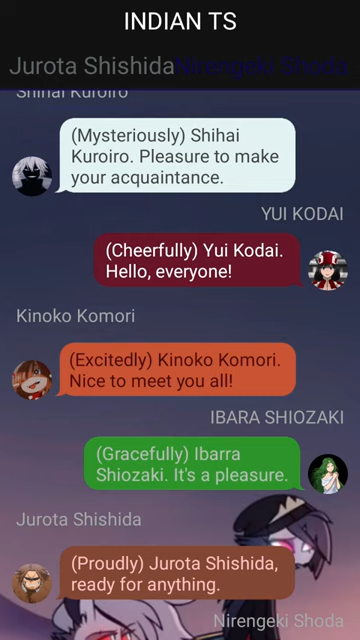 INDIAN TS
Jurota Shishida Nirengeki Shoda
Shihai Kuroiro
(Mysteriously) Shihai
Kuroiro. Pleasure to make
your acquaintance.
YUI KODAI
(Cheerfully) Yui Kodai.
Hello, everyone!
Kinoko Komori
(Excitedly) Kinoko Komori.
Nice to meet you all!
IBARA SHIOZAKI
(Gracefully) Ibarra
Shiozaki. It's a pleasure.
Jurota Shishida
(Proudly) Jurota Shishida,
ready for anything.
Nirengeki Shoda